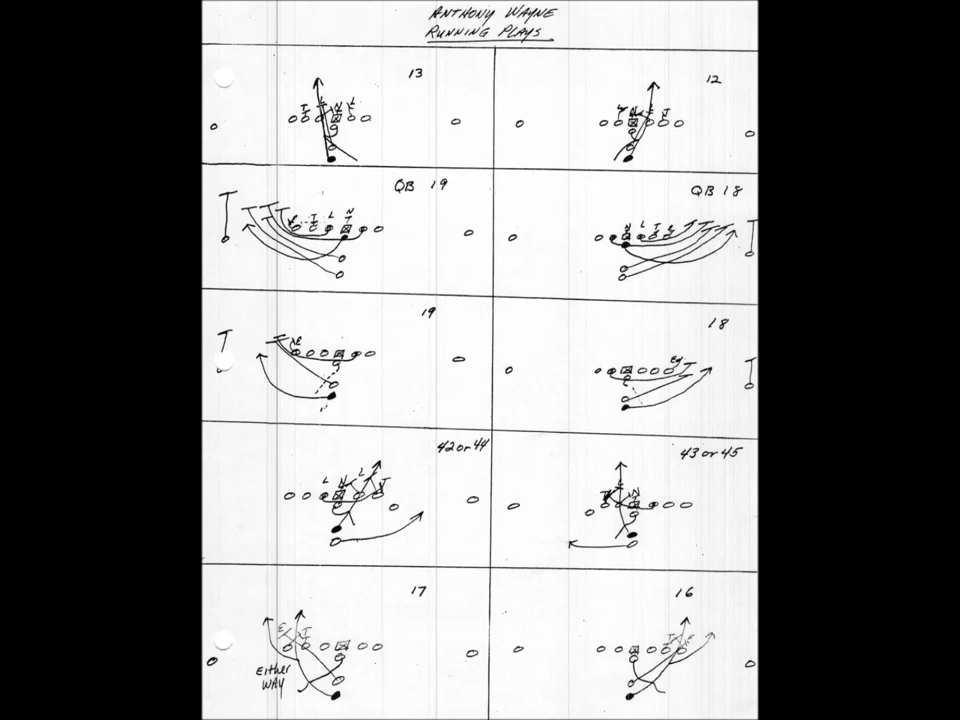 ANTHONY WAYNE
RUNNING PLAYS
13
12
T
N
L
E
N
L
T
QB 19
QB 18
E
T
L
N
T
N
L
T
E
19
18
E
42 or 44
43 or 45
L
N
L
T
T
N
17
16
E
T
T
E
Either
WAY